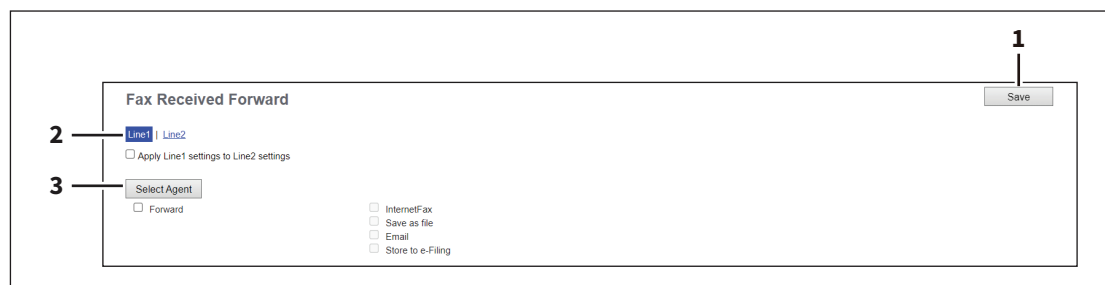 1
Fax Received Forward
Save
2
Line1 | Line2
Apply Line1 settings to Line2 settings
3
Select Agent
Forward
InternetFax
Save as file
Email
Store to e-Filing